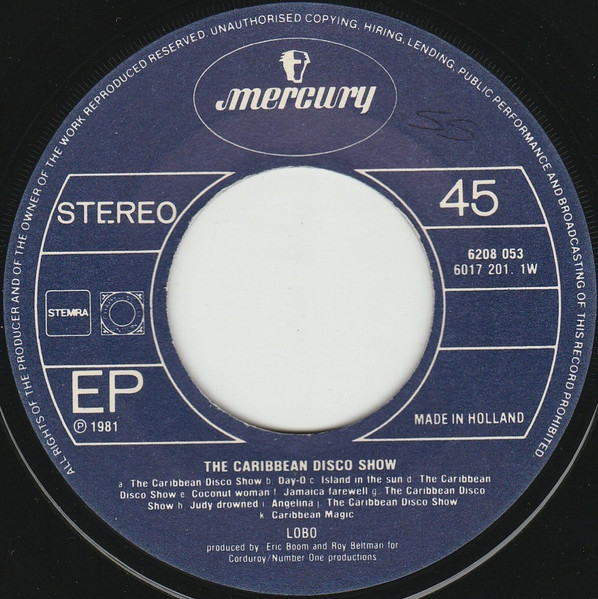 ALL RIGHTS OF THE PRODUCER AND OF THE OWNER OF THE WORK REPRODUCED RESERVED. UNAUTHORISED COPYING, HIRING, LENDING, PUBLIC PERFORMANCE AND BROADCASTING OF THIS RECORD PROHIBITED.
mercury
SS
STEREO
45
6208 053
6017 201. 1W
STEMRA
EP
℗ 1981
MADE IN HOLLAND
THE CARIBBEAN DISCO SHOW
a. The Caribbean Disco Show b. Day-O c. Island in the sun d. The Caribbean
Disco Show e. Coconut woman f. Jamaica farewell g. The Caribbean Disco
Show h. Judy drowned i. Angelina j. The Caribbean Disco Show
k. Caribbean Magic
LOBO
produced by: Eric Boom and Roy Beltman for
Corduroy/Number One productions